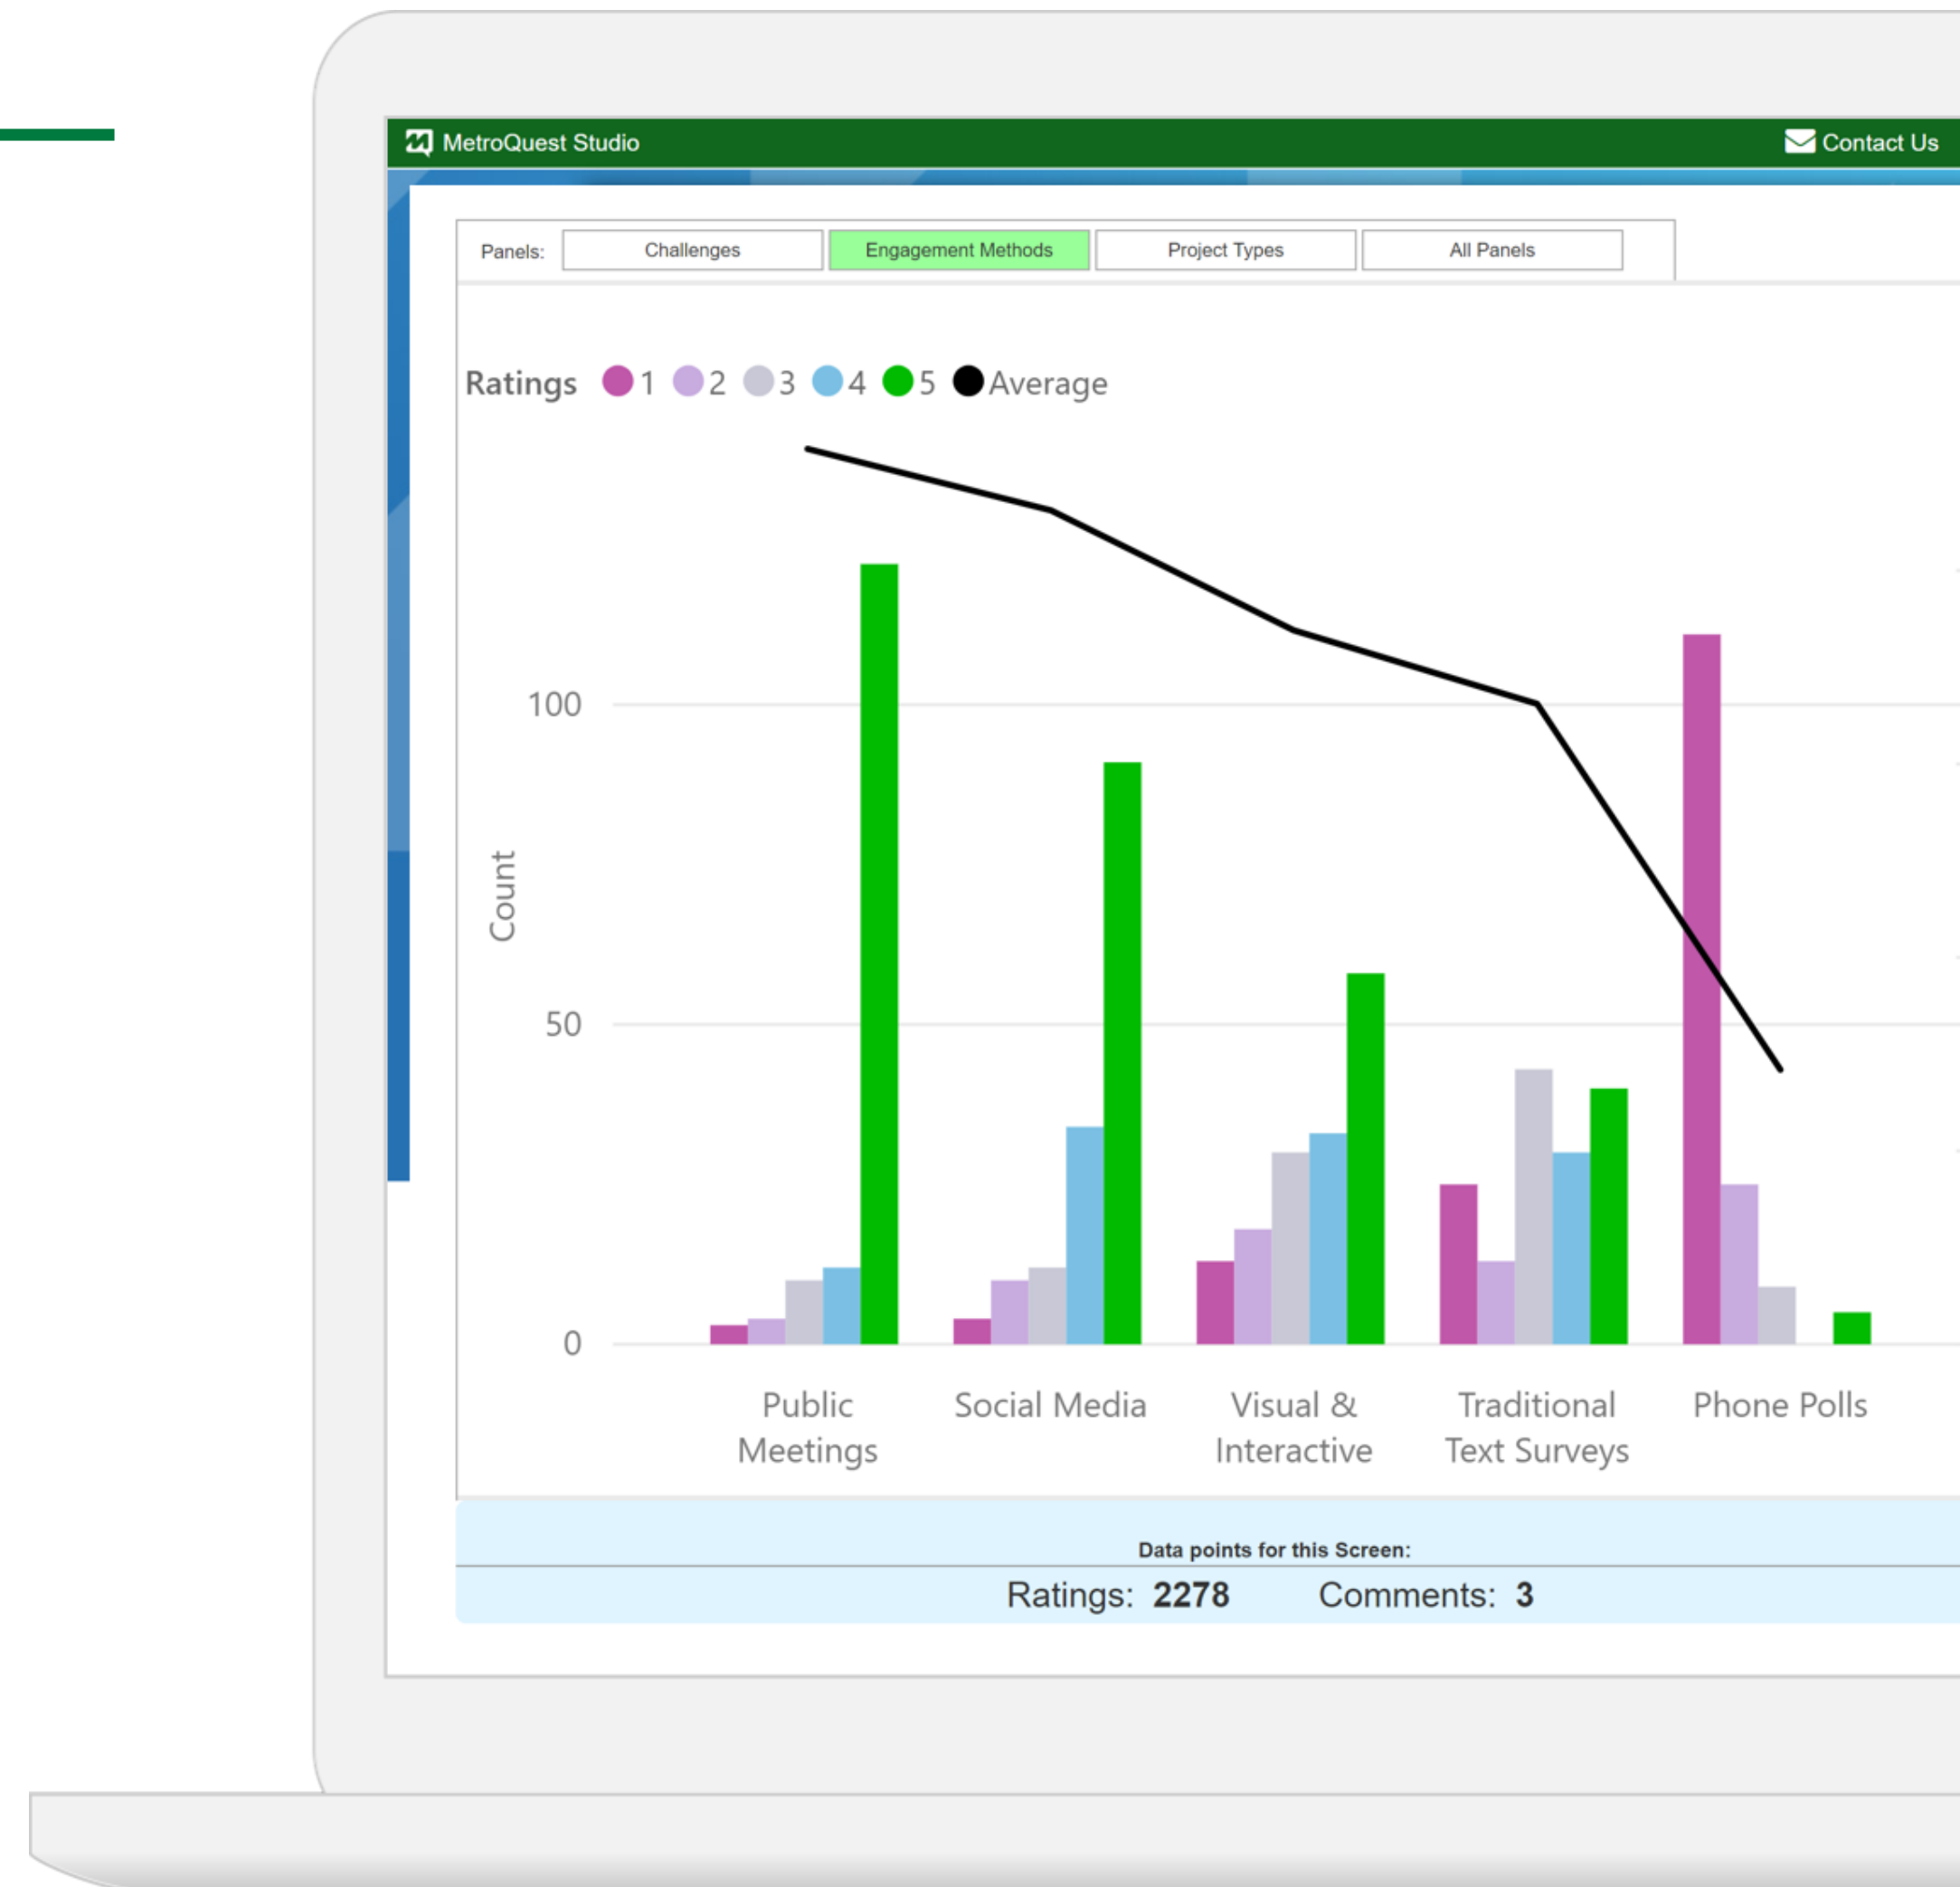 MetroQuest Studio
Contact Us
Panels: Challenges Engagement Methods Project Types All Panels
Ratings 1 2 3 4 5 Average
100
50
0
Count
Public Meetings
Social Media
Visual & Interactive
Traditional Text Surveys
Phone Polls
Data points for this Screen:
Ratings: 2278 Comments: 3